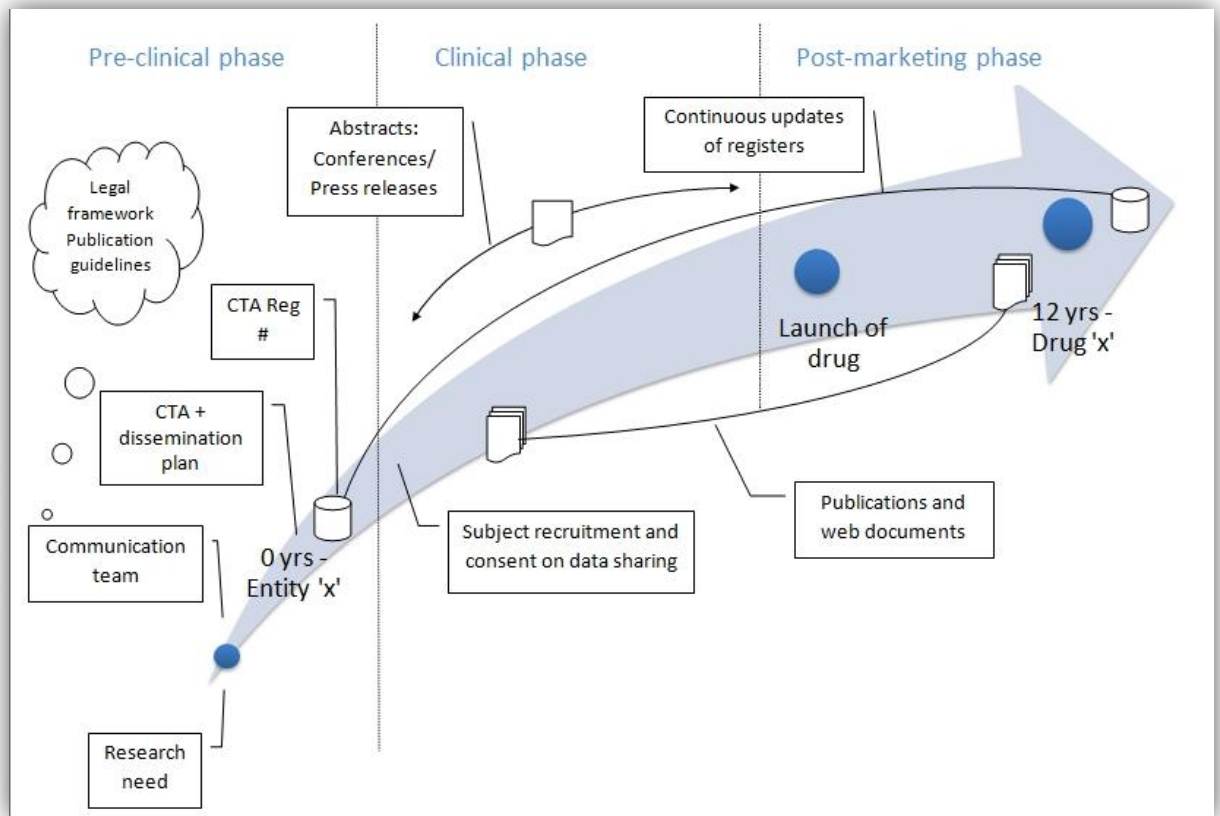 Pre-clinical phase
Clinical phase
Post-marketing phase
Abstracts:
Conferences/
Press releases
Continuous updates
of registers
Legal
framework
Publication
guidelines
CTA Reg
#
Launch of
drug
12 yrs -
Drug 'x'
CTA +
dissemination
plan
Communication
team
0 yrs -
Entity 'x'
Subject recruitment and
consent on data sharing
Publications and
web documents
Research
need